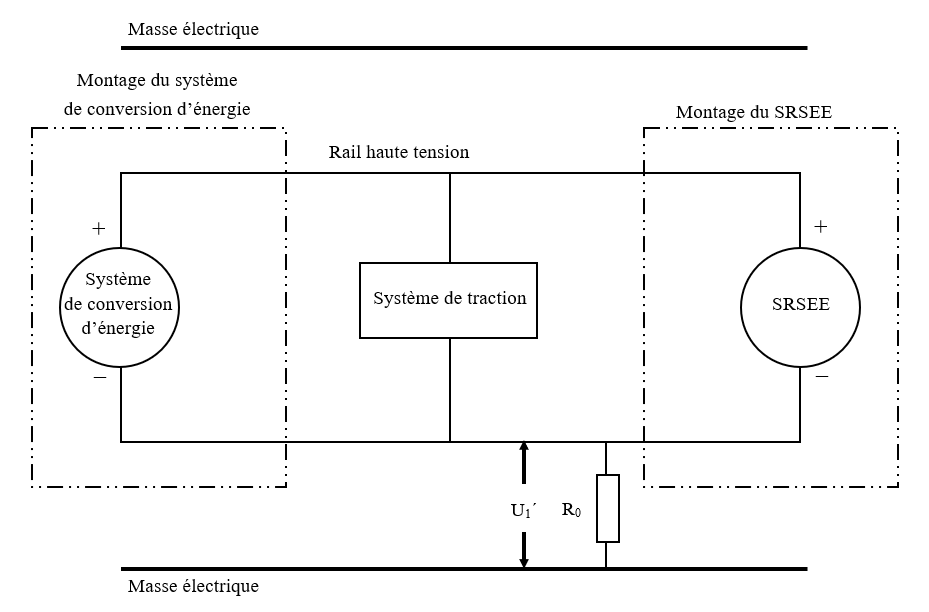 Masse électrique
Montage du système
de conversion d’énergie
Montage du SRSEE
Rail haute tension
+
+
Système
de conversion
d’énergie
Système de traction
SRSEE
–
–
U₁´
R₀
Masse électrique